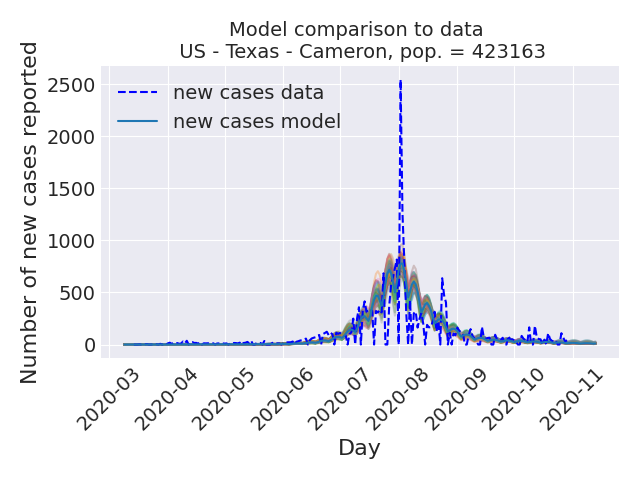 Model comparison to data
US - Texas - Cameron, pop. = 423163
new cases data
new cases model
Number of new cases reported
2500
2000
1500
1000
500
0
2020-03
2020-04
2020-05
2020-06
2020-07
2020-08
2020-09
2020-10
2020-11
Day